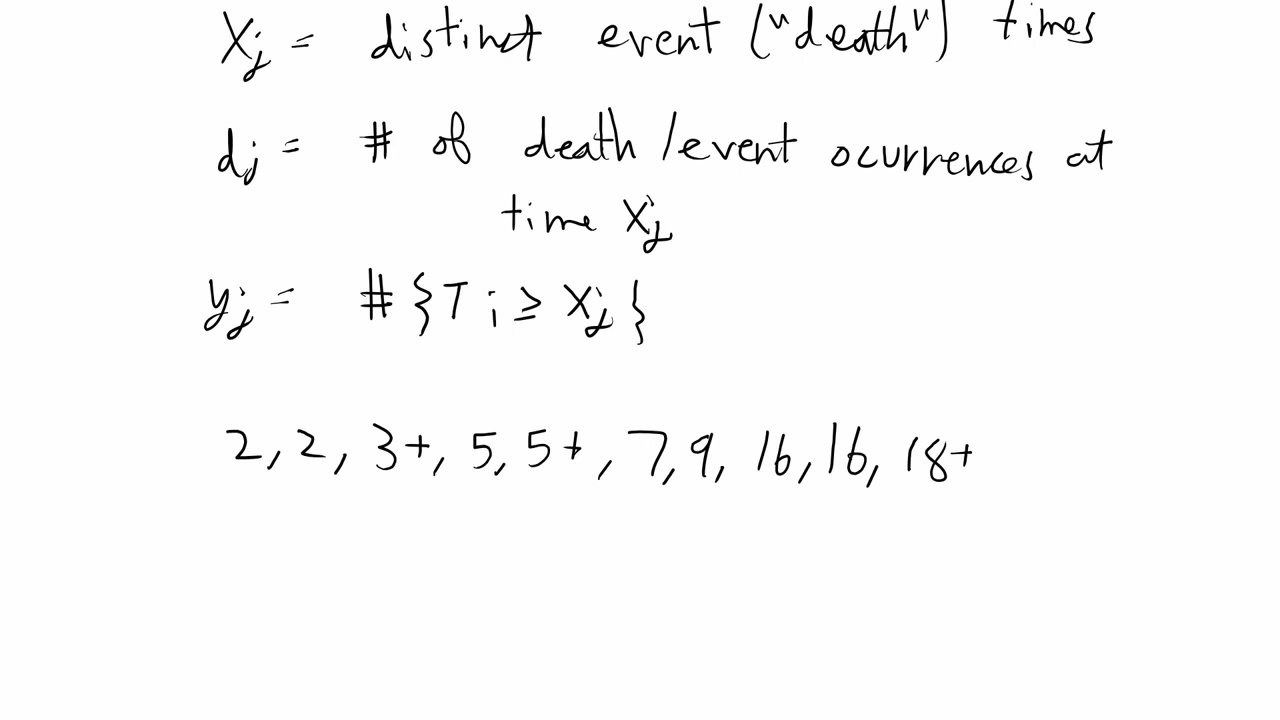 Xj = distinct event ("death") times
dj = # of death/event ocurrences at
time Xj
yj = #{Ti ≥ Xj}
2, 2, 3+, 5, 5+, 7, 9, 16, 16, 18+